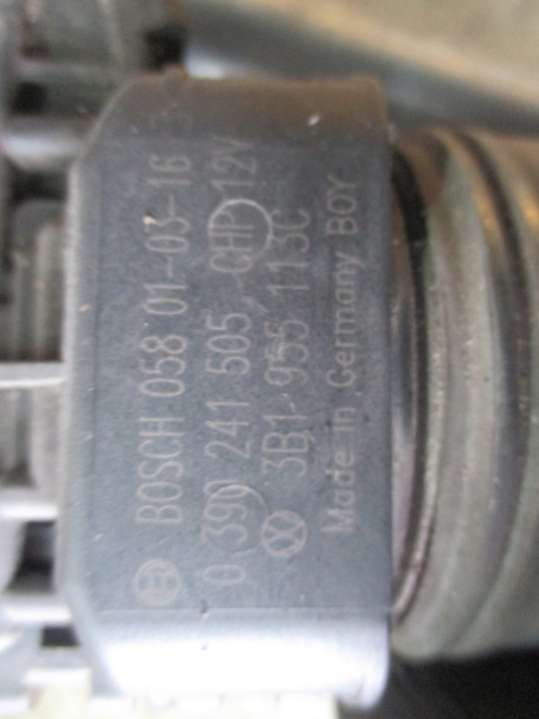 BOSCH 058 01-03-16
0 390 241 505 CHP 12V
3B1 955 113C
Made in Germany BOY